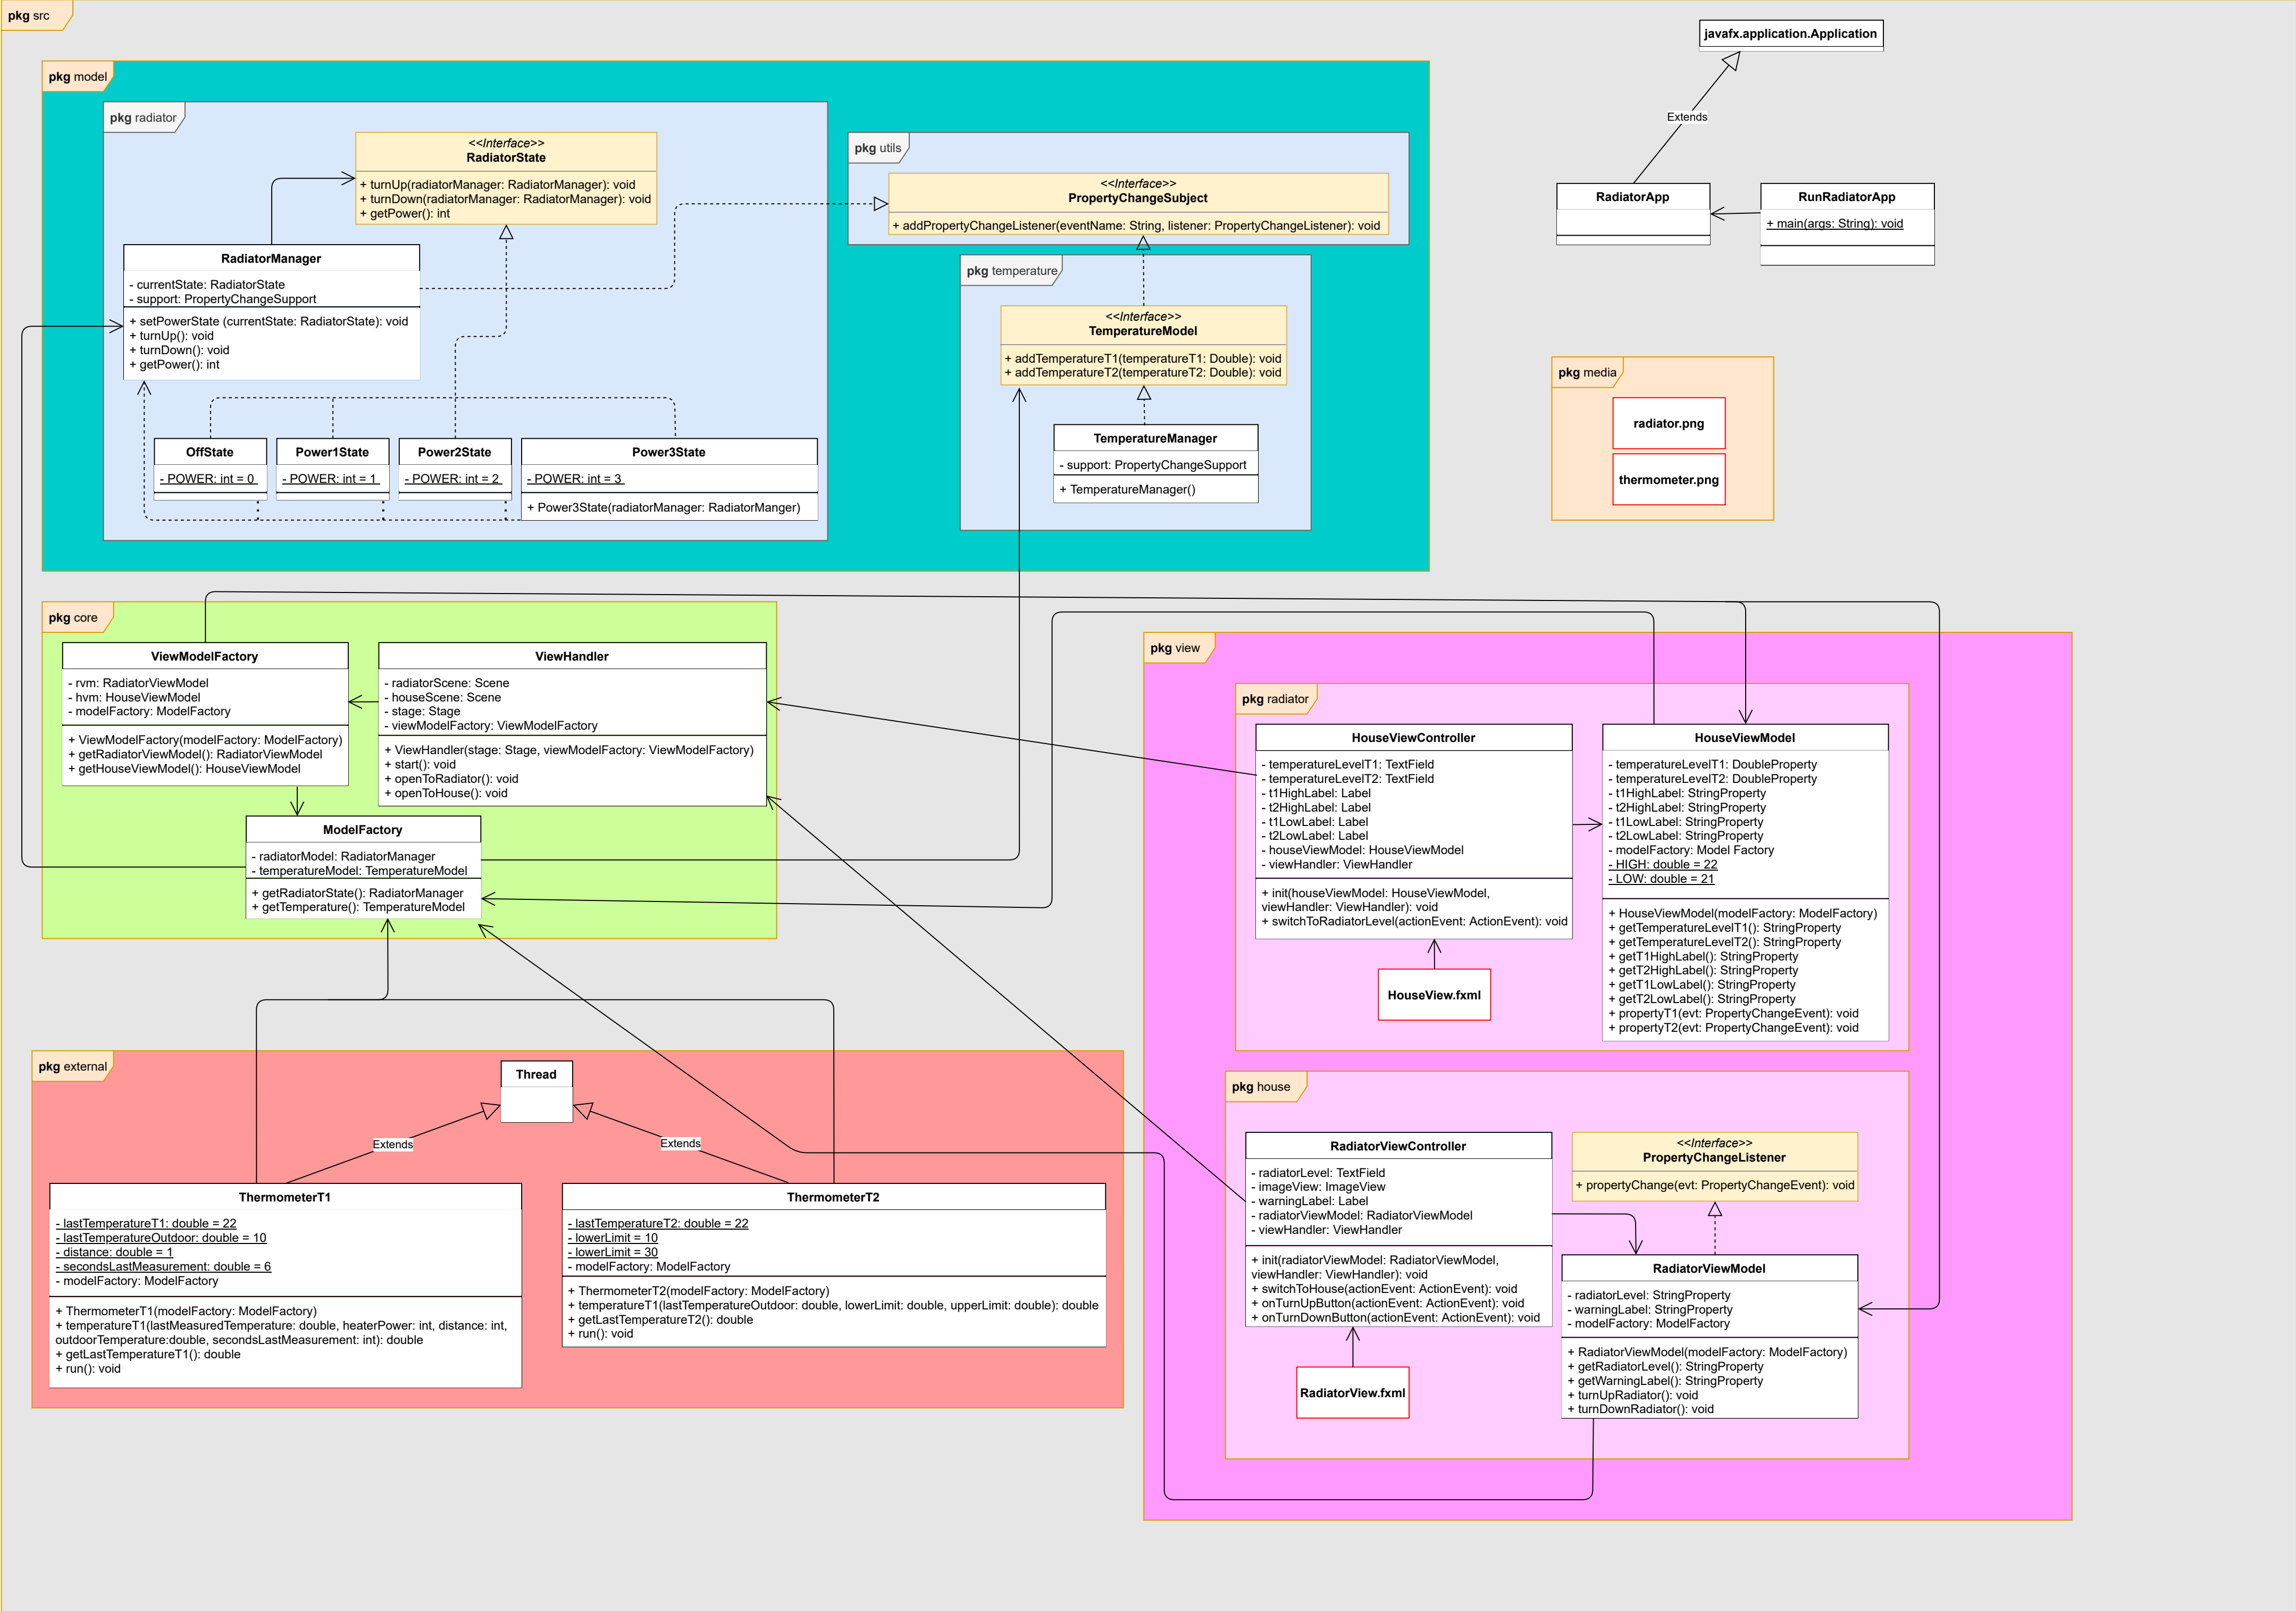 pkg src
javafx.application.Application
Extends
RadiatorApp
RunRadiatorApp
+ main(args: String): void
pkg media
radiator.png
thermometer.png
pkg model
pkg radiator
<<Interface>>
RadiatorState
+ turnUp(radiatorManager: RadiatorManager): void
+ turnDown(radiatorManager: RadiatorManager): void
+ getPower(): int
RadiatorManager
- currentState: RadiatorState
- support: PropertyChangeSupport
+ setPowerState (currentState: RadiatorState): void
+ turnUp(): void
+ turnDown(): void
+ getPower(): int
OffState
- POWER: int = 0
Power1State
- POWER: int = 1
Power2State
- POWER: int = 2
Power3State
- POWER: int = 3
+ Power3State(radiatorManager: RadiatorManger)
pkg utils
<<Interface>>
PropertyChangeSubject
+ addPropertyChangeListener(eventName: String, listener: PropertyChangeListener): void
pkg temperature
<<Interface>>
TemperatureModel
+ addTemperatureT1(temperatureT1: Double): void
+ addTemperatureT2(temperatureT2: Double): void
TemperatureManager
- support: PropertyChangeSupport
+ TemperatureManager()
pkg core
ViewModelFactory
- rvm: RadiatorViewModel
- hvm: HouseViewModel
- modelFactory: ModelFactory
+ ViewModelFactory(modelFactory: ModelFactory)
+ getRadiatorViewModel(): RadiatorViewModel
+ getHouseViewModel(): HouseViewModel
ViewHandler
- radiatorScene: Scene
- houseScene: Scene
- stage: Stage
- viewModelFactory: ViewModelFactory
+ ViewHandler(stage: Stage, viewModelFactory: ViewModelFactory)
+ start(): void
+ openToRadiator(): void
+ openToHouse(): void
ModelFactory
- radiatorModel: RadiatorManager
- temperatureModel: TemperatureModel
+ getRadiatorState(): RadiatorManager
+ getTemperature(): TemperatureModel
pkg view
pkg radiator
HouseViewController
- temperatureLevelT1: TextField
- temperatureLevelT2: TextField
- t1HighLabel: Label
- t2HighLabel: Label
- t1LowLabel: Label
- t2LowLabel: Label
- houseViewModel: HouseViewModel
- viewHandler: ViewHandler
+ init(houseViewModel: HouseViewModel,
viewHandler: ViewHandler): void
+ switchToRadiatorLevel(actionEvent: ActionEvent): void
HouseView.fxml
HouseViewModel
- temperatureLevelT1: DoubleProperty
- temperatureLevelT2: DoubleProperty
- t1HighLabel: StringProperty
- t2HighLabel: StringProperty
- t1LowLabel: StringProperty
- t2LowLabel: StringProperty
- modelFactory: Model Factory
- HIGH: double = 22
- LOW: double = 21
+ HouseViewModel(modelFactory: ModelFactory)
+ getTemperatureLevelT1(): StringProperty
+ getTemperatureLevelT2(): StringProperty
+ getT1HighLabel(): StringProperty
+ getT2HighLabel(): StringProperty
+ getT1LowLabel(): StringProperty
+ getT2LowLabel(): StringProperty
+ propertyT1(evt: PropertyChangeEvent): void
+ propertyT2(evt: PropertyChangeEvent): void
pkg house
RadiatorViewController
- radiatorLevel: TextField
- imageView: ImageView
- warningLabel: Label
- radiatorViewModel: RadiatorViewModel
- viewHandler: ViewHandler
+ init(radiatorViewModel: RadiatorViewModel,
viewHandler: ViewHandler): void
+ switchToHouse(actionEvent: ActionEvent): void
+ onTurnUpButton(actionEvent: ActionEvent): void
+ onTurnDownButton(actionEvent: ActionEvent): void
RadiatorView.fxml
<<Interface>>
PropertyChangeListener
+ propertyChange(evt: PropertyChangeEvent): void
RadiatorViewModel
- radiatorLevel: StringProperty
- warningLabel: StringProperty
- modelFactory: ModelFactory
+ RadiatorViewModel(modelFactory: ModelFactory)
+ getRadiatorLevel(): StringProperty
+ getWarningLabel(): StringProperty
+ turnUpRadiator(): void
+ turnDownRadiator(): void
pkg external
Thread
Extends
Extends
ThermometerT1
- lastTemperatureT1: double = 22
- lastTemperatureOutdoor: double = 10
- distance: double = 1
- secondsLastMeasurement: double = 6
- modelFactory: ModelFactory
+ ThermometerT1(modelFactory: ModelFactory)
+ temperatureT1(lastMeasuredTemperature: double, heaterPower: int, distance: int,
outdoorTemperature:double, secondsLastMeasurement: int): double
+ getLastTemperatureT1(): double
+ run(): void
ThermometerT2
- lastTemperatureT2: double = 22
- lowerLimit = 10
- lowerLimit = 30
- modelFactory: ModelFactory
+ ThermometerT2(modelFactory: ModelFactory)
+ temperatureT1(lastTemperatureOutdoor: double, lowerLimit: double, upperLimit: double): double
+ getLastTemperatureT2(): double
+ run(): void